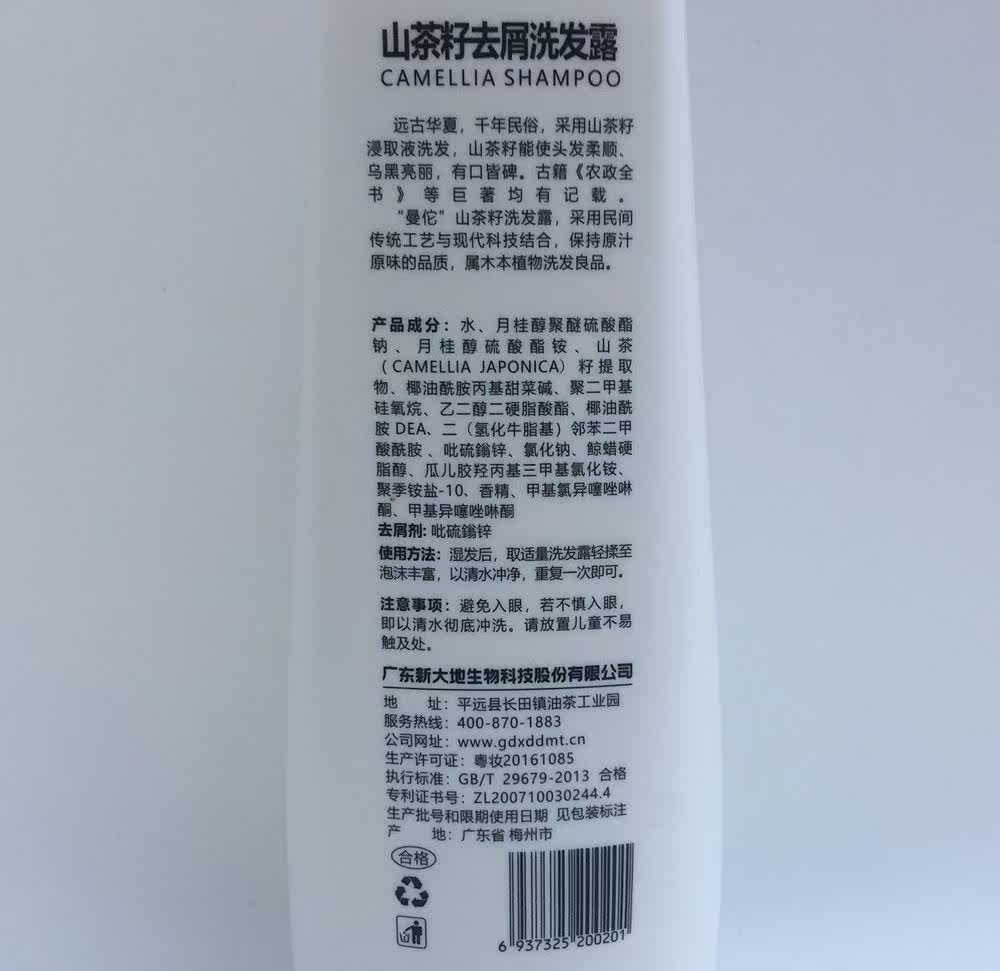 山茶籽去屑洗发露
CAMELLIA SHAMPOO
远古华夏，千年民俗，采用山茶籽
浸取液洗发，山茶籽能使头发柔顺、
乌黑亮丽，有口皆碑。古籍《农政全
书》等巨著均有记载。
“曼佗”山茶籽洗发露，采用民间
传统工艺与现代科技结合，保持原汁
原味的品质，属木本植物洗发良品。
产品成分：水、月桂醇聚醚硫酸酯
钠、月桂醇硫酸酯铵、山茶
（CAMELLIA JAPONICA）籽提取
物、椰油酰胺丙基甜菜碱、聚二甲基
硅氧烷、乙二醇二硬脂酸酯、椰油酰
胺DEA、二（氢化牛脂基）邻苯二甲
酸酰胺、吡硫鎓锌、氯化钠、鲸蜡硬
脂醇、瓜儿胶羟丙基三甲基氯化铵、
聚季铵盐-10、香精、甲基氯异噻唑啉
酮、甲基异噻唑啉酮
去屑剂: 吡硫鎓锌
使用方法：湿发后，取适量洗发露轻揉至
泡沫丰富，以清水冲净，重复一次即可。
注意事项：避免入眼，若不慎入眼，
即以清水彻底冲洗。请放置儿童不易
触及处。
广东新大地生物科技股份有限公司
地 址：平远县长田镇油茶工业园
服务热线：400-870-1883
公司网址：www.gdxddmt.cn
生产许可证：粤妆20161085
执行标准：GB/T 29679-2013 合格
专利证书号：ZL200710030244.4
生产批号和限期使用日期 见包装标注
产 地：广东省 梅州市
合格
6 937325 200201